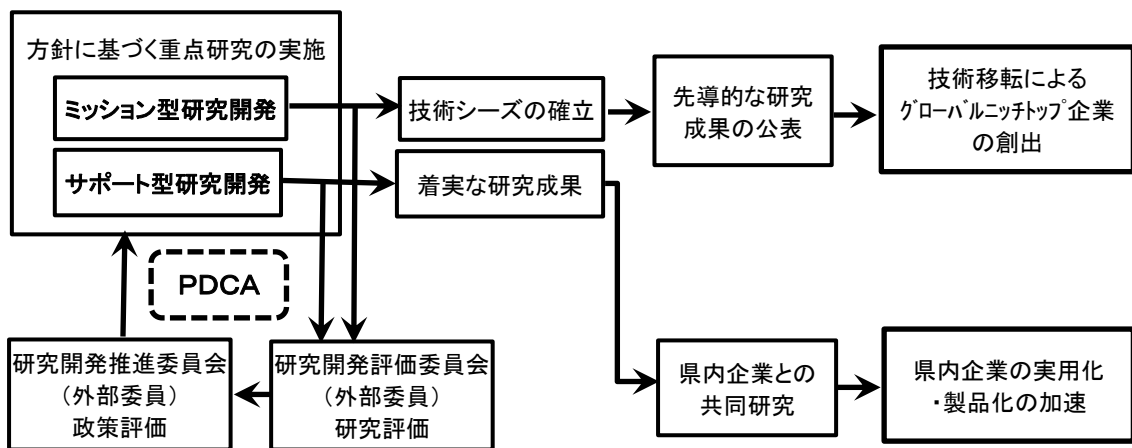 方針に基づく重点研究の実施
ミッション型研究開発
サポート型研究開発
技術シーズの確立
着実な研究成果
先導的な研究
成果の公表
技術移転による
ｸﾞﾛｰﾊﾞﾙﾆｯﾁﾄｯﾌﾟ企業
の創出
PDCA
研究開発推進委員会
（外部委員）
政策評価
研究開発評価委員会
（外部委員）
研究評価
県内企業との
共同研究
県内企業の実用化
・製品化の加速